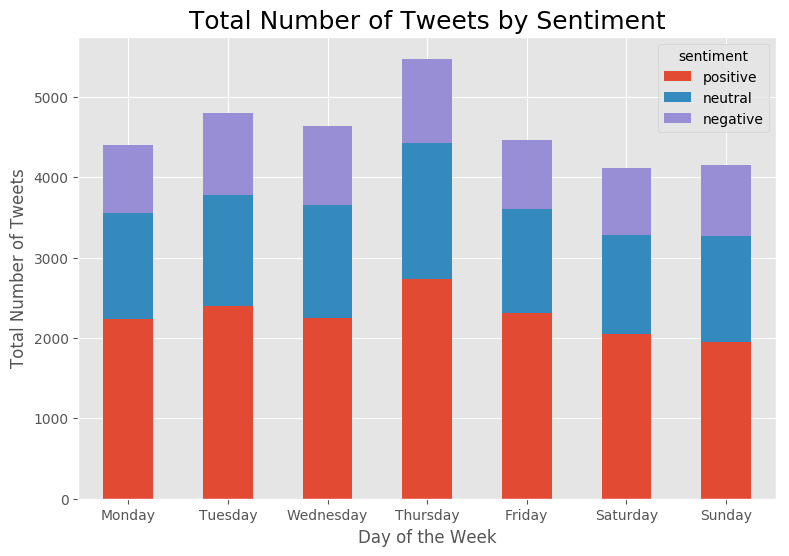 Total Number of Tweets by Sentiment
sentiment
positive
neutral
negative
Total Number of Tweets
5000
4000
3000
2000
1000
0
Monday Tuesday Wednesday Thursday Friday Saturday Sunday
Day of the Week